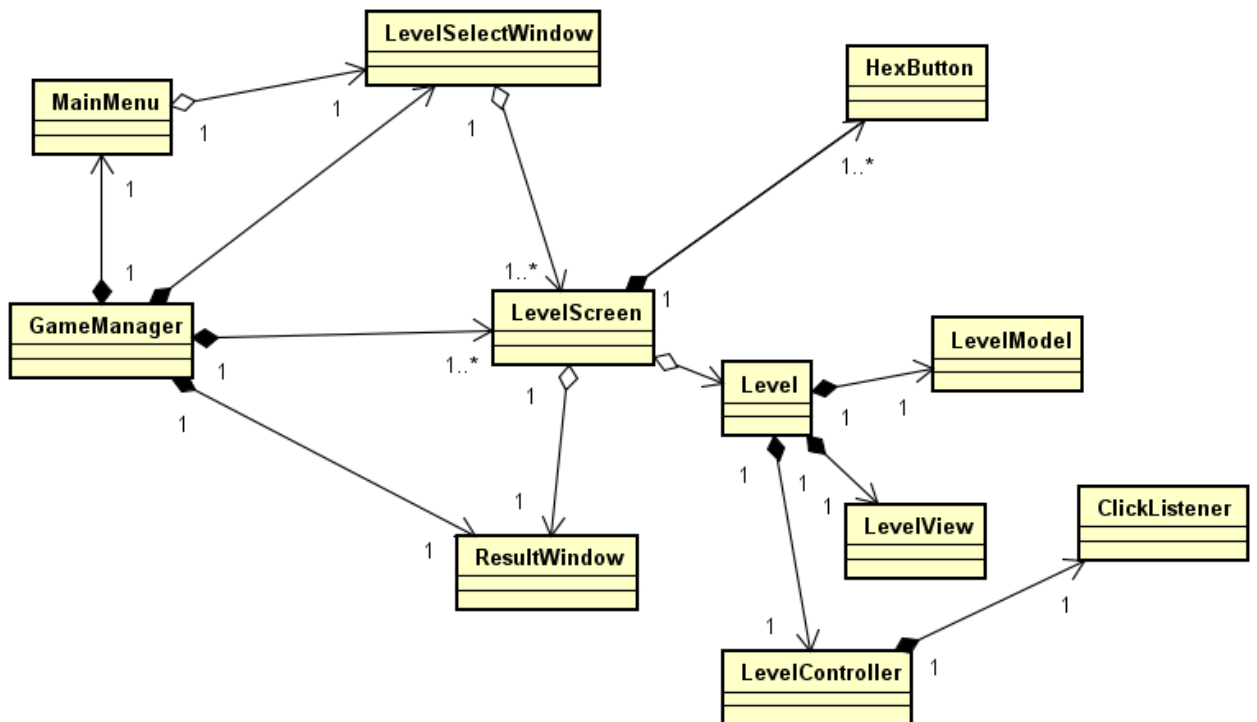 LevelSelectWindow
HexButton
MainMenu
1
1
1
1..*
1
1
1..*
1
GameManager
LevelScreen
LevelModel
1
1..*
Level
1
1
1
1
1
1
1
1
1
ResultWindow
LevelView
ClickListener
1
1
1
LevelController